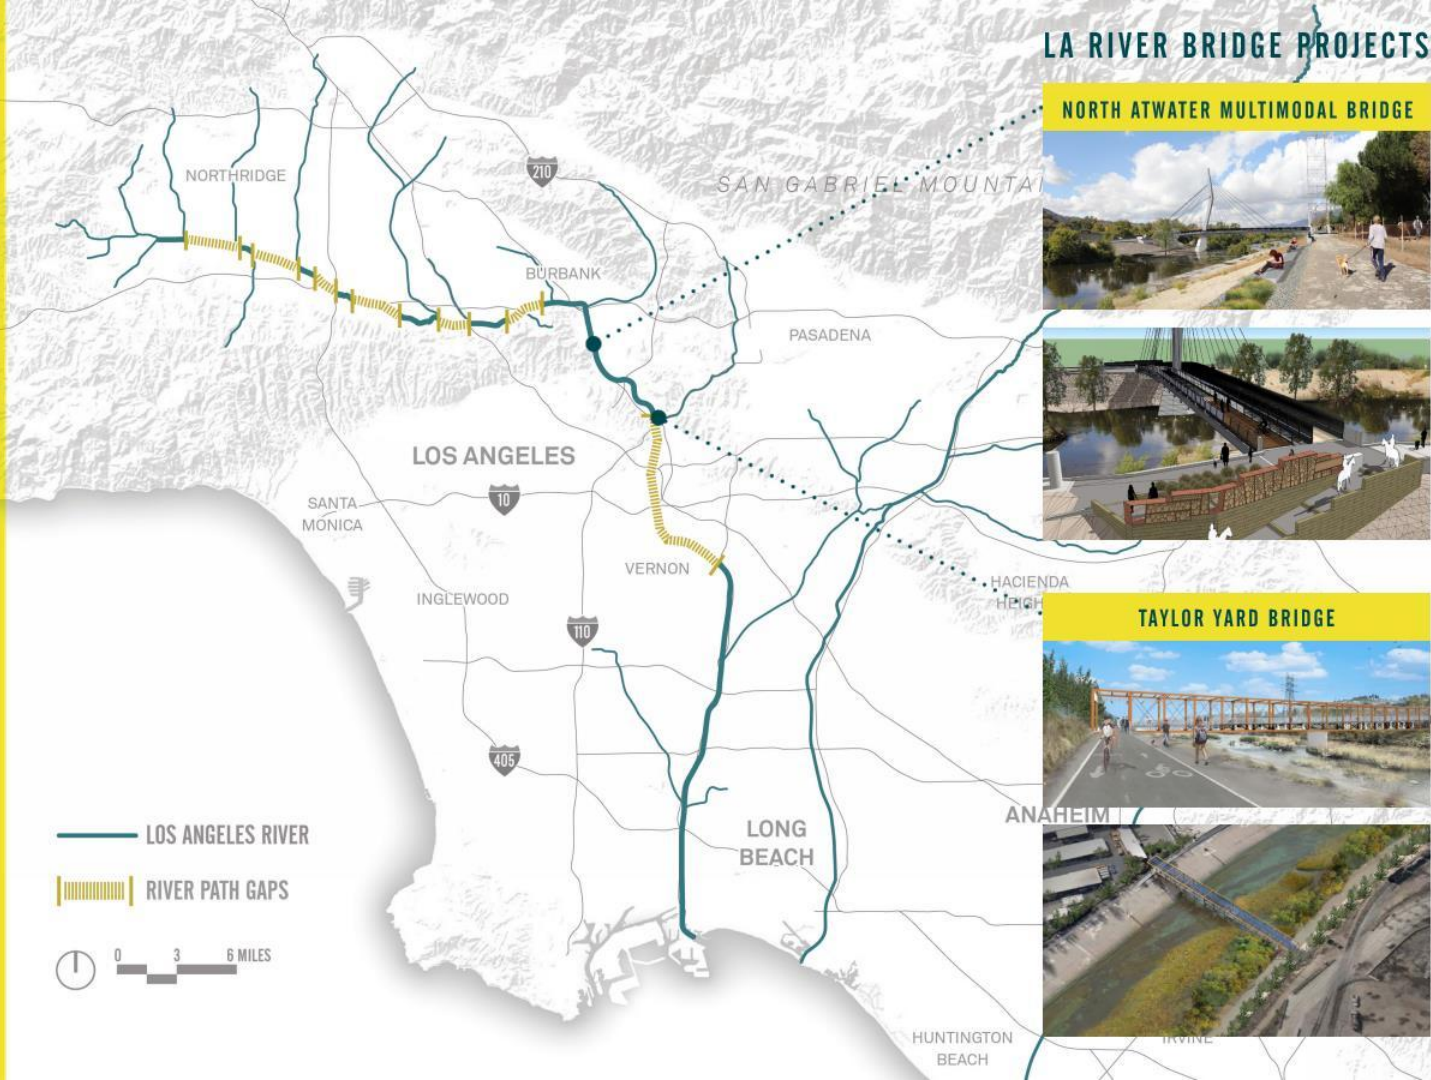 LA RIVER BRIDGE PROJECTS
NORTH ATWATER MULTIMODAL BRIDGE
210
NORTHRIDGE
SAN GABRIEL MOUNTAI
BURBANK
PASADENA
LOS ANGELES
10
SANTA
MONICA
VERNON
HACIENDA
HEIGH
INGLEWOOD
TAYLOR YARD BRIDGE
110
405
ANAHEIM
LONG
BEACH
LOS ANGELES RIVER
RIVER PATH GAPS
0 3 6 MILES
HUNTINGTON
BEACH
IRVINE